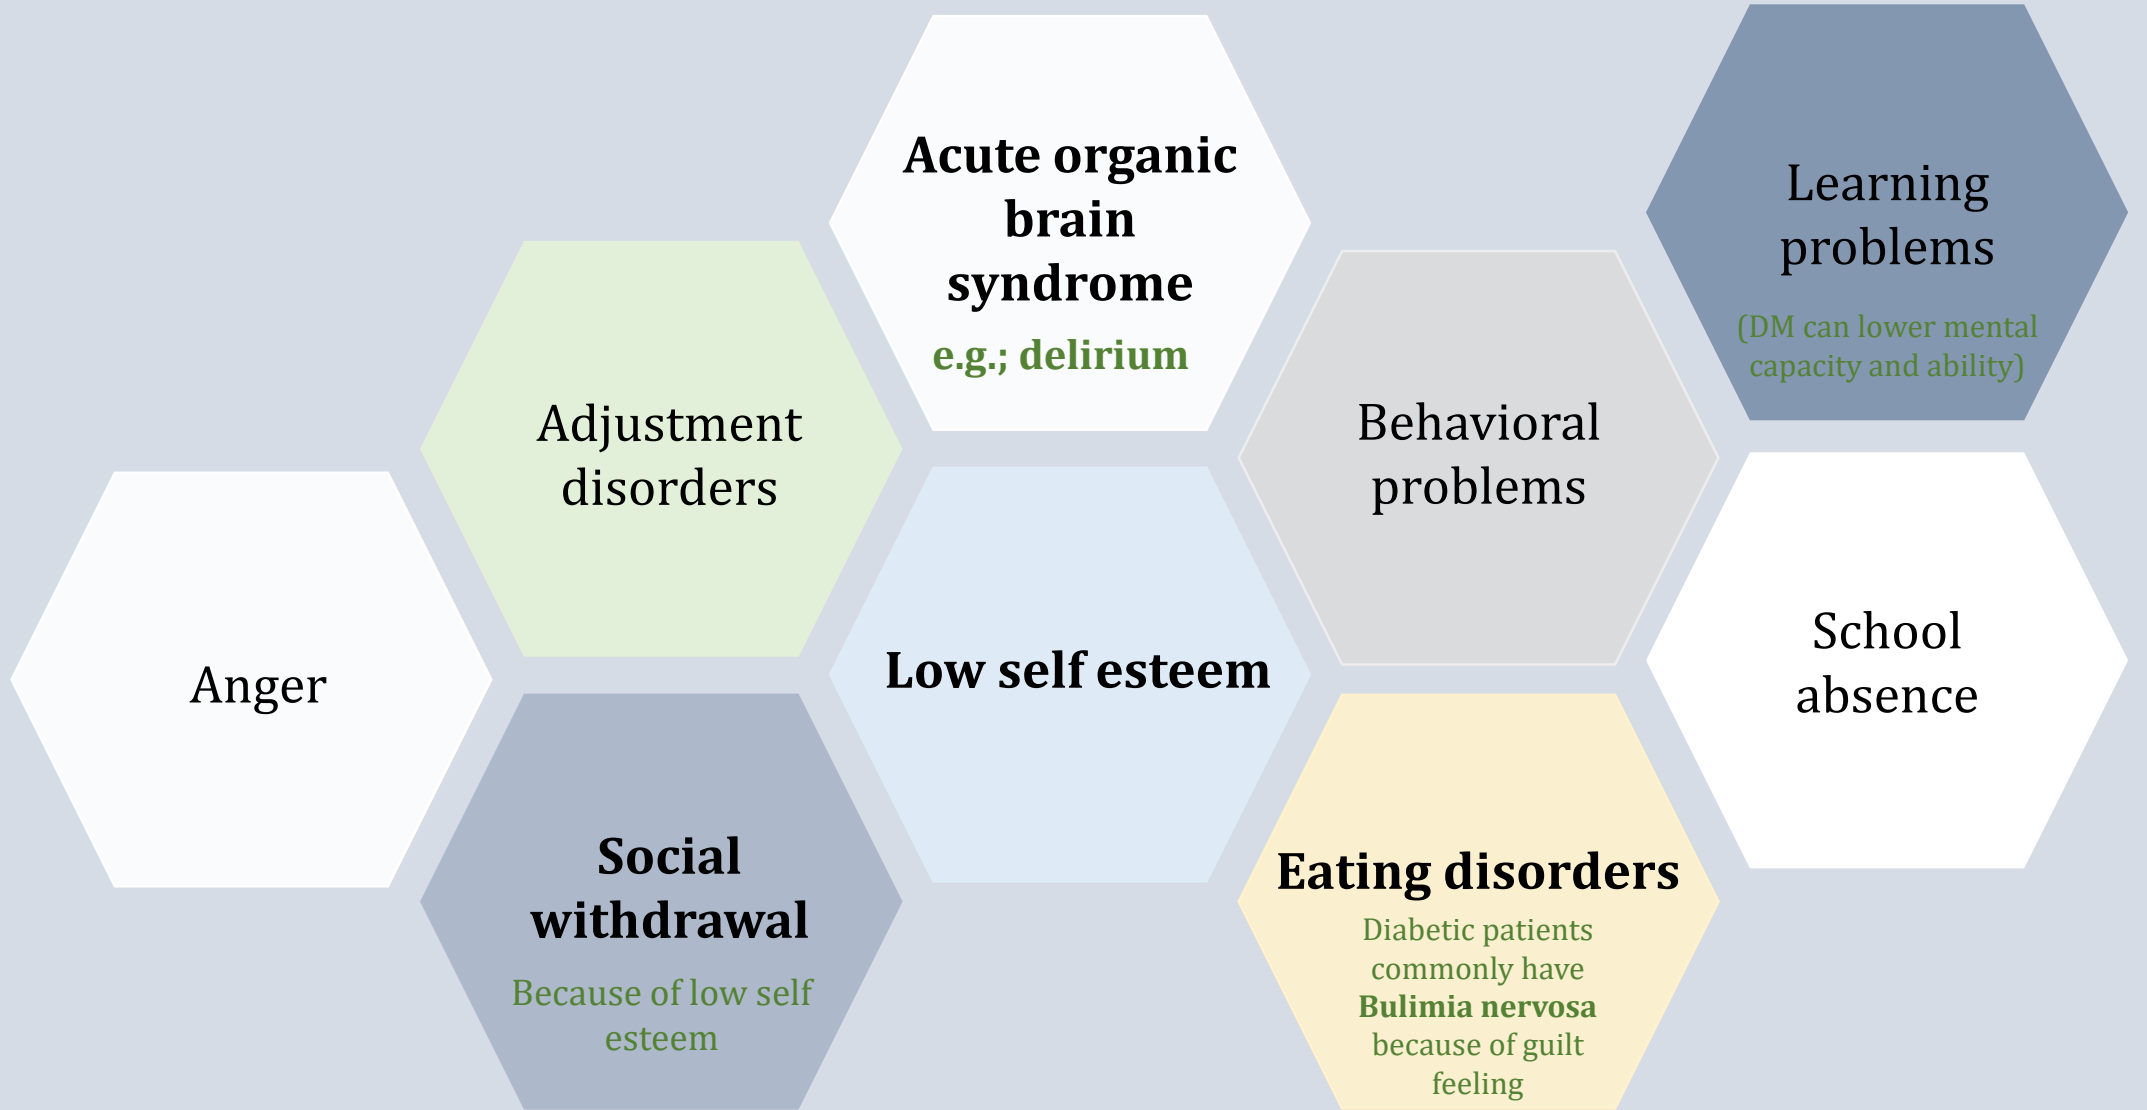 Acute organic
brain
syndrome
e.g.; delirium
Learning
problems
(DM can lower mental
capacity and ability)
Adjustment
disorders
Behavioral
problems
Anger
Low self esteem
School
absence
Social
withdrawal
Because of low self
esteem
Eating disorders
Diabetic patients
commonly have
Bulimia nervosa
because of guilt
feeling